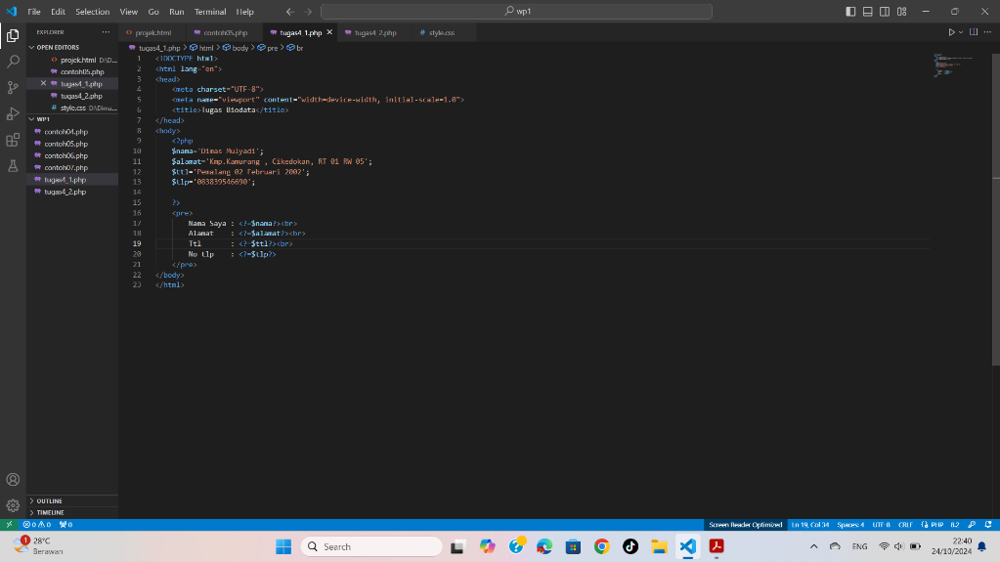 File Edit Selection View Go Run Terminal Help
wp1
EXPLORER
OPEN EDITORS
projek.html D:\D...
contoh05.php
tugas4_1.php
tugas4_2.php
# style.css D:\Dima...
WP1
contoh04.php
contoh05.php
contoh06.php
contoh07.php
tugas4_1.php
tugas4_2.php
OUTLINE
TIMELINE
projek.html contoh05.php tugas4_1.php tugas4_2.php # style.css
tugas4_1.php > html > body > pre > br
1 <!DOCTYPE html>
2 <html lang="en">
3 <head>
4 <meta charset="UTF-8">
5 <meta name="viewport" content="width=device-width, initial-scale=1.0">
6 <title>Tugas Biodata</title>
7 </head>
8 <body>
9 <?php
10 $nama='Dimas Mulyadi';
11 $alamat='Kmp.Kamurang , Cikedokan, RT 01 RW 05';
12 $ttl='Pemalang 02 Februari 2002';
13 $tlp='083839546690';
14
15 ?>
16 <pre>
17 Nama Saya : <?=$nama?><br>
18 Alamat : <?=$alamat?><br>
19 Ttl : <?=$ttl?><br>
20 No tlp : <?=$tlp?>
21 </pre>
22 </body>
23 </html>
0 0 0
Screen Reader Optimized Ln 19, Col 34 Spaces: 4 UTF-8 CRLF PHP 8.2
1
28°C
Berawan
Search
ENG
22:40
24/10/2024